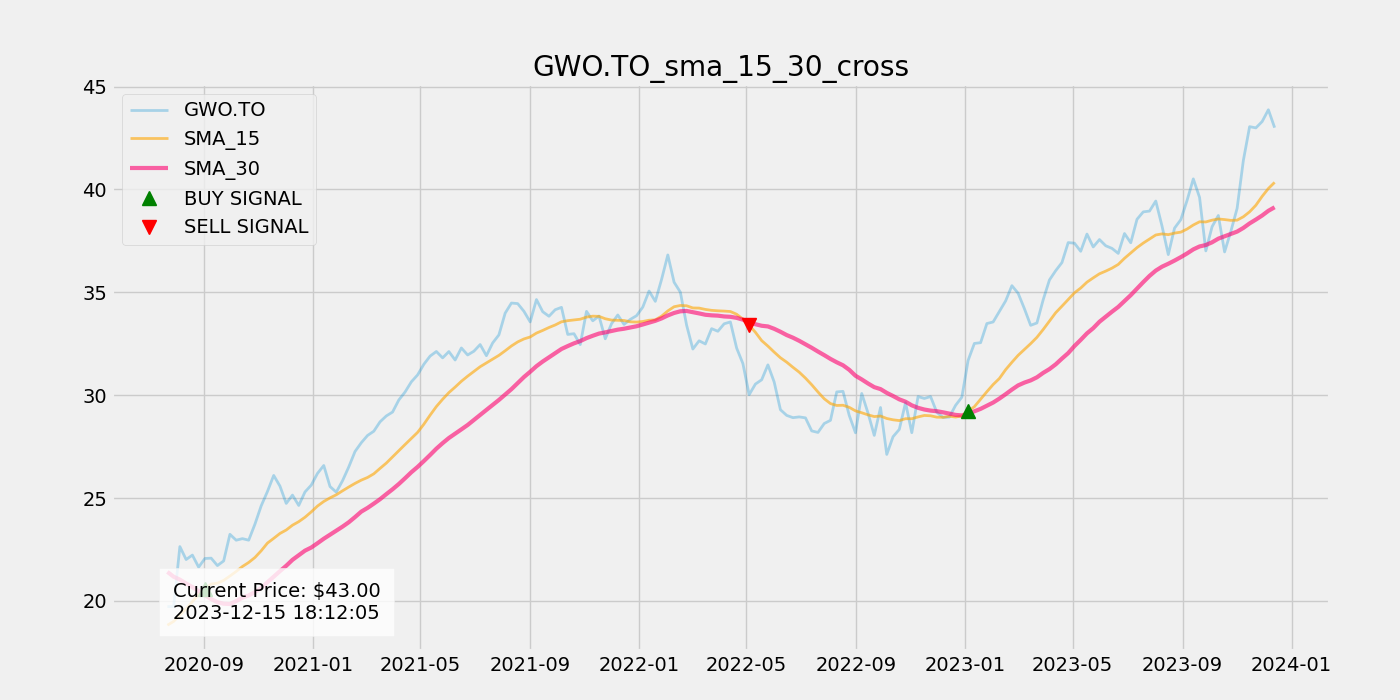 GWO.TO_sma_15_30_cross
45
40
35
30
25
20
GWO.TO
SMA_15
SMA_30
BUY SIGNAL
SELL SIGNAL
Current Price: $43.00
2023-12-15 18:12:05
2020-09 2021-01 2021-05 2021-09 2022-01 2022-05 2022-09 2023-01 2023-05 2023-09 2024-01